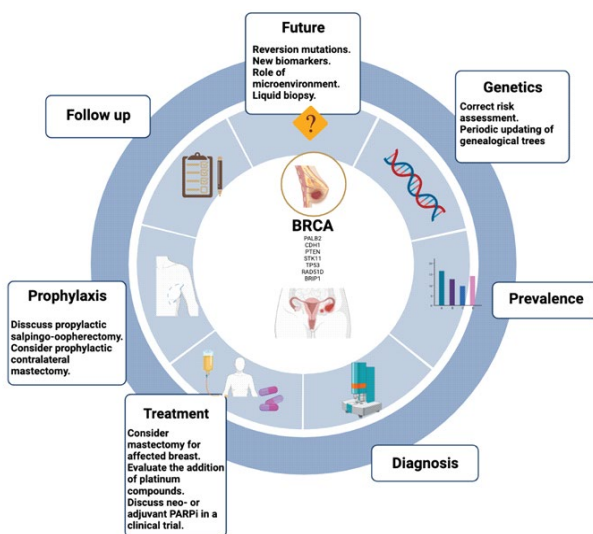 Future
Reversion mutations.
New biomarkers.
Role of
microenvironment.
Liquid biopsy.
?
Genetics
Correct risk
assessment.
Periodic updating of
genealogical trees
Follow up
BRCA
PALB2
CDH1
PTEN
STK11
TP53
RAD51D
BRIP1
Prevalence
Prophylaxis
Disscuss propylactic
salpingo-oopherectomy.
Consider prophylactic
contralateral
mastectomy.
Treatment
Consider
mastectomy for
affected breast.
Evaluate the addition
of platinum
compounds.
Discuss neo- or
adjuvant PARPi in a
clinical trial.
Diagnosis